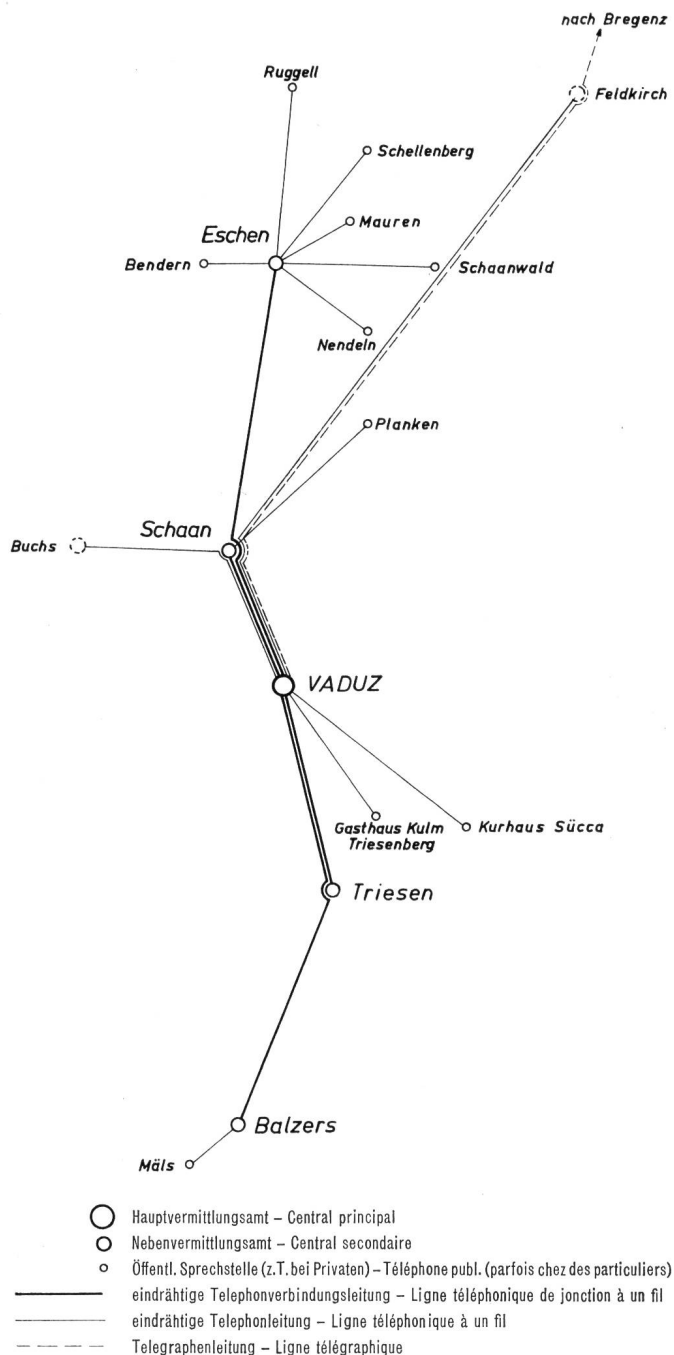 nach Bregenz
Ruggell
Feldkirch
Schellenberg
Mauren
Eschen
Bendern
Schaanwald
Nendeln
Planken
Schaan
Buchs
VADUZ
Gasthaus Kulm
Triesenberg
Kurhaus Sücca
Triesen
Balzers
Mäls
Hauptvermittlungsamt – Central principal
Nebenvermittlungsamt – Central secondaire
Öffentl. Sprechstelle (z.T. bei Privaten) – Téléphone publ. (parfois chez des particuliers)
eindrähtige Telephonverbindungsleitung – Ligne téléphonique de jonction à un fil
eindrähtige Telephonleitung – Ligne téléphonique à un fil
Telegraphenleitung – Ligne télégraphique